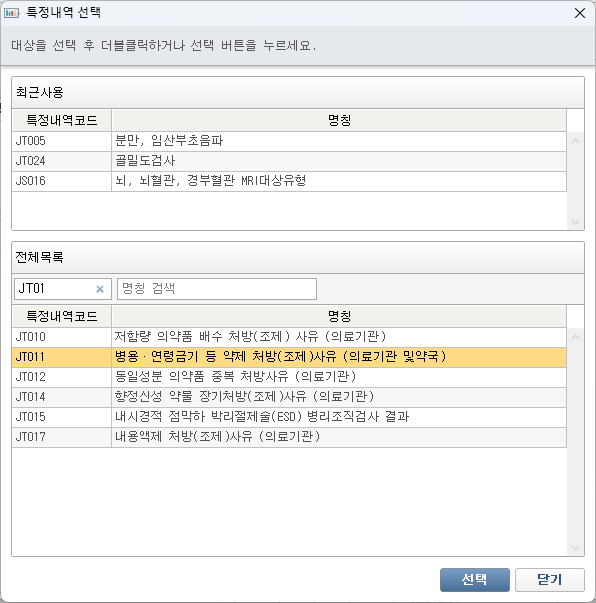 특정내역 선택
대상을 선택 후 더블클릭하거나 선택 버튼을 누르세요.
최근사용
특정내역코드 명칭
JT005 분만, 임산부초음파
JT024 골밀도검사
JS016 뇌, 뇌혈관, 경부혈관 MRI대상유형
전체목록
JT01 명칭 검색
특정내역코드 명칭
JT010 저함량 의약품 배수 처방(조제) 사유 (의료기관)
JT011 병용·연령금기 등 약제 처방(조제)사유 (의료기관 및약국)
JT012 동일성분 의약품 중복 처방사유 (의료기관)
JT014 향정신성 약물 장기처방(조제)사유 (의료기관)
JT015 내시경적 점막하 박리절제술(ESD) 병리조직검사 결과
JT017 내용액제 처방(조제)사유 (의료기관)
선택 닫기